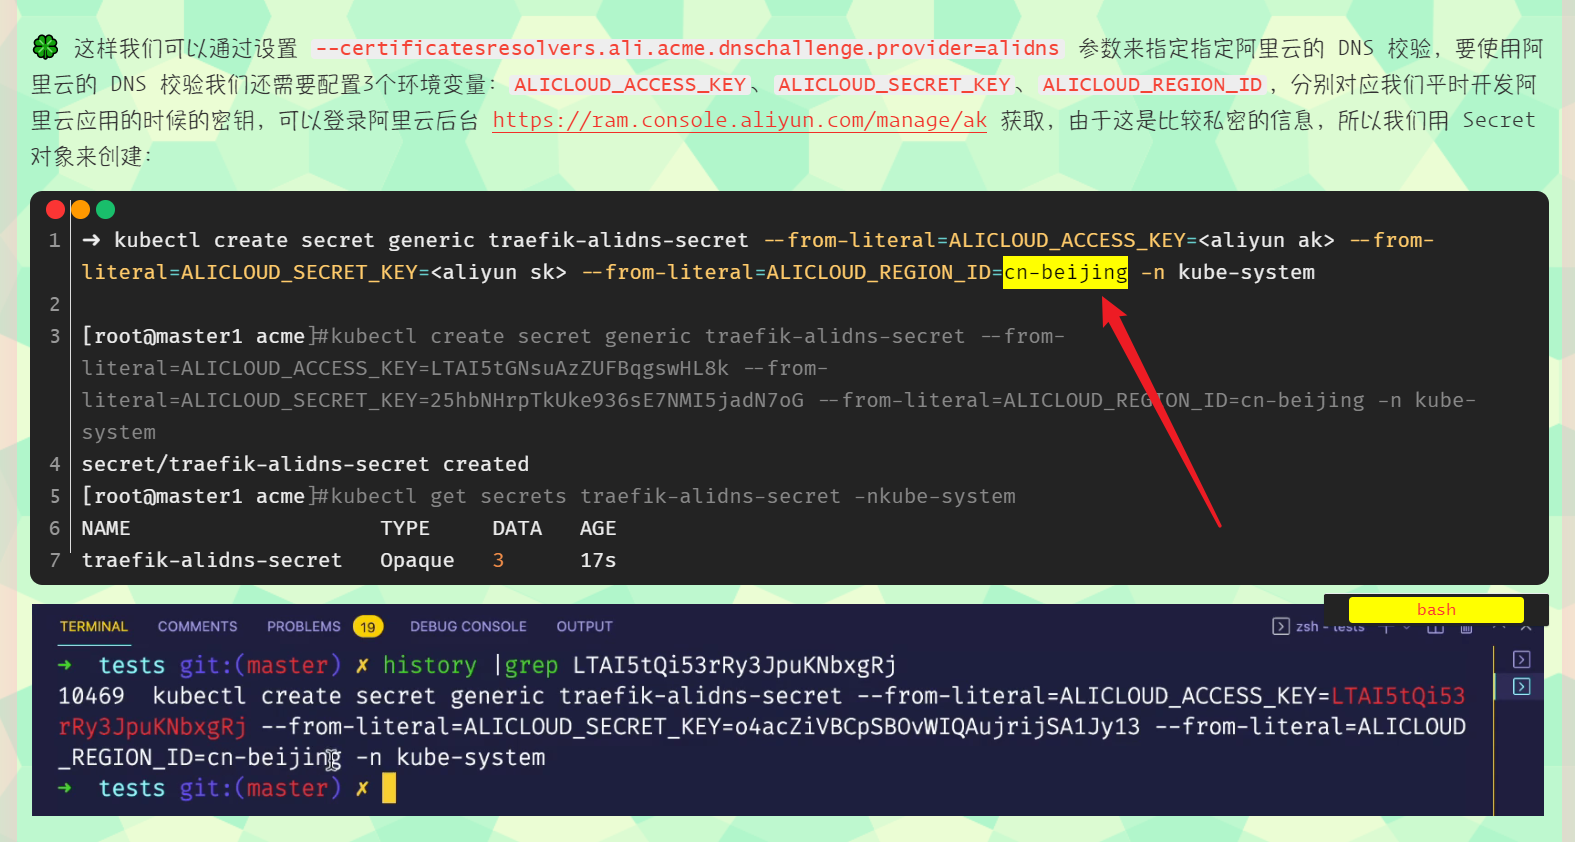 🍀 这样我们可以通过设置 --certificatesresolvers.ali.acme.dnschallenge.provider=alidns 参数来指定指定阿里云的 DNS 校验，要使用阿
里云的 DNS 校验我们还需要配置3个环境变量：ALICLOUD_ACCESS_KEY、ALICLOUD_SECRET_KEY、ALICLOUD_REGION_ID，分别对应我们平时开发阿
里云应用的时候的密钥，可以登录阿里云后台 https://ram.console.aliyun.com/manage/ak 获取，由于这是比较私密的信息，所以我们用 Secret
对象来创建：
1 ➜ kubectl create secret generic traefik-alidns-secret --from-literal=ALICLOUD_ACCESS_KEY=<aliyun ak> --from-
literal=ALICLOUD_SECRET_KEY=<aliyun sk> --from-literal=ALICLOUD_REGION_ID=cn-beijing -n kube-system
2
3 [root@master1 acme]#kubectl create secret generic traefik-alidns-secret --from-
literal=ALICLOUD_ACCESS_KEY=LTAI5tGNsuAzZUFBqgswHL8k --from-
literal=ALICLOUD_SECRET_KEY=25hbNHrpTkUke936sE7NMI5jadN7oG --from-literal=ALICLOUD_REGION_ID=cn-beijing -n kube-
system
4 secret/traefik-alidns-secret created
5 [root@master1 acme]#kubectl get secrets traefik-alidns-secret -nkube-system
6 NAME TYPE DATA AGE
7 traefik-alidns-secret Opaque 3 17s
bash
TERMINAL COMMENTS PROBLEMS 19 DEBUG CONSOLE OUTPUT zsh - tests
➜ tests git:(master) ✗ history |grep LTAI5tQi53rRy3JpuKNbxgRj
10469 kubectl create secret generic traefik-alidns-secret --from-literal=ALICLOUD_ACCESS_KEY=LTAI5tQi53
rRy3JpuKNbxgRj --from-literal=ALICLOUD_SECRET_KEY=o4acZiVBCpSBOvWIQAujrijSA1Jy13 --from-literal=ALICLOUD
_REGION_ID=cn-beijing -n kube-system
➜ tests git:(master) ✗